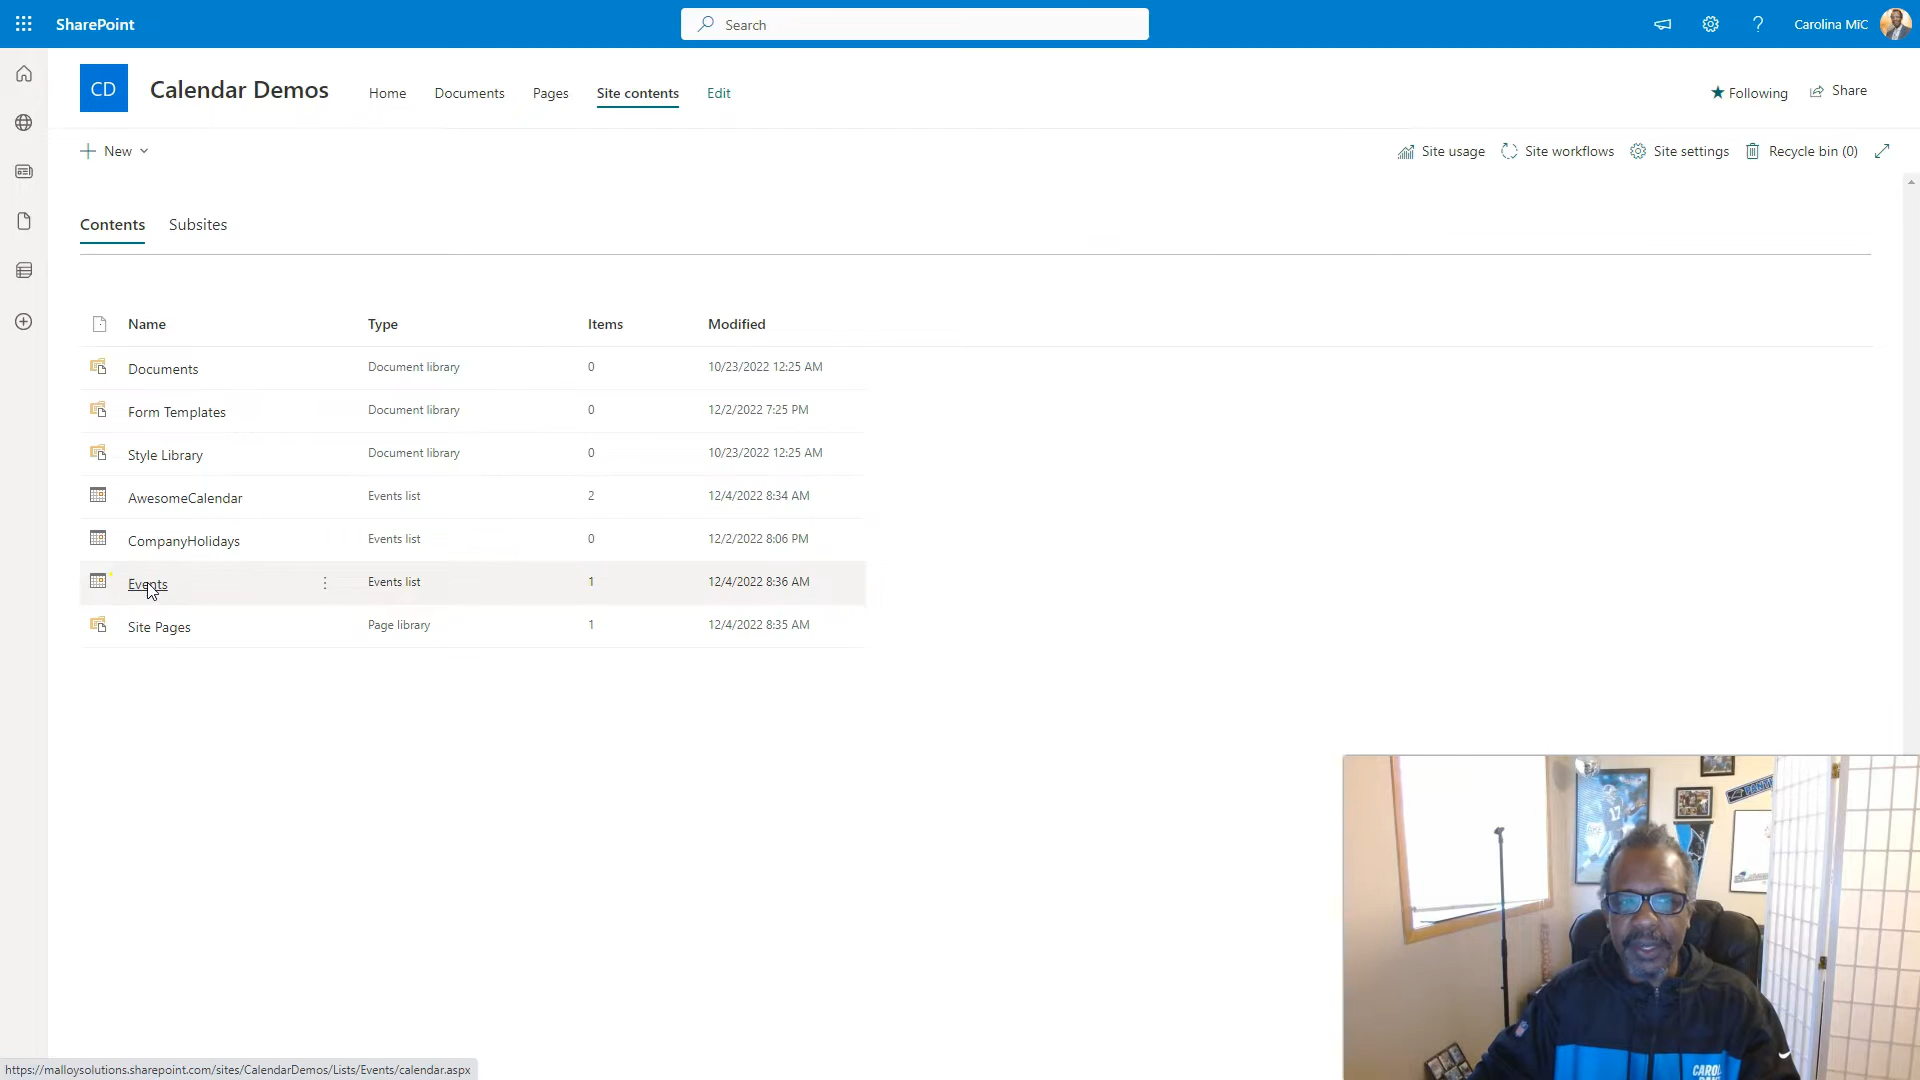 SharePoint
Search
Carolina MiC
CD
Calendar Demos
Home
Documents
Pages
Site contents
Edit
Following
Share
New
Site usage
Site workflows
Site settings
Recycle bin (0)
Contents
Subsites
Name Type Items Modified
Documents Document library 0 10/23/2022 12:25 AM
Form Templates Document library 0 12/2/2022 7:25 PM
Style Library Document library 0 10/23/2022 12:25 AM
AwesomeCalendar Events list 2 12/4/2022 8:34 AM
CompanyHolidays Events list 0 12/2/2022 8:06 PM
Events Events list 1 12/4/2022 8:36 AM
Site Pages Page library 1 12/4/2022 8:35 AM
17
CARO
https://malloysolutions.sharepoint.com/sites/CalendarDemos/Lists/Events/calendar.aspx